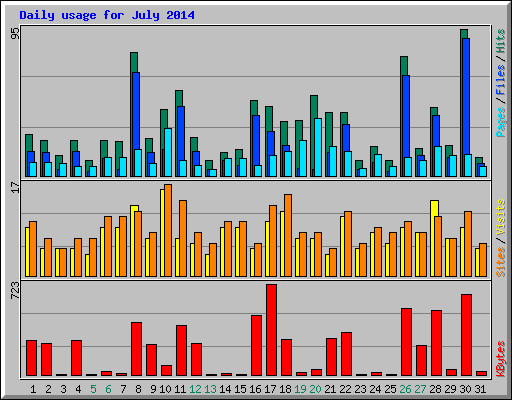 Daily usage for July 2014
95
Pages / Files / Hits
17
Sites / Visits
723
KBytes
1 2 3 4 5 6 7 8 9 10 11 12 13 14 15 16 17 18 19 20 21 22 23 24 25 26 27 28 29 30 31